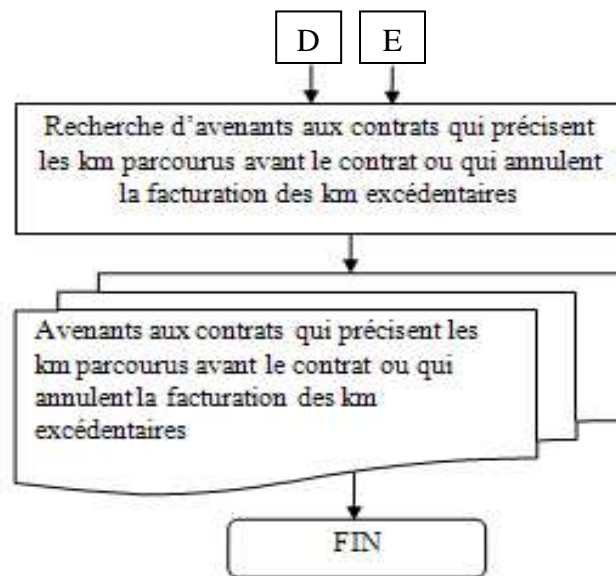 D E
Recherche d'avenants aux contrats qui précisent
les km parcourus avant le contrat ou qui annulent
la facturation des km excédentaires
Avenants aux contrats qui précisent les
km parcourus avant le contrat ou qui
annulent la facturation des km
excédentaires
FIN